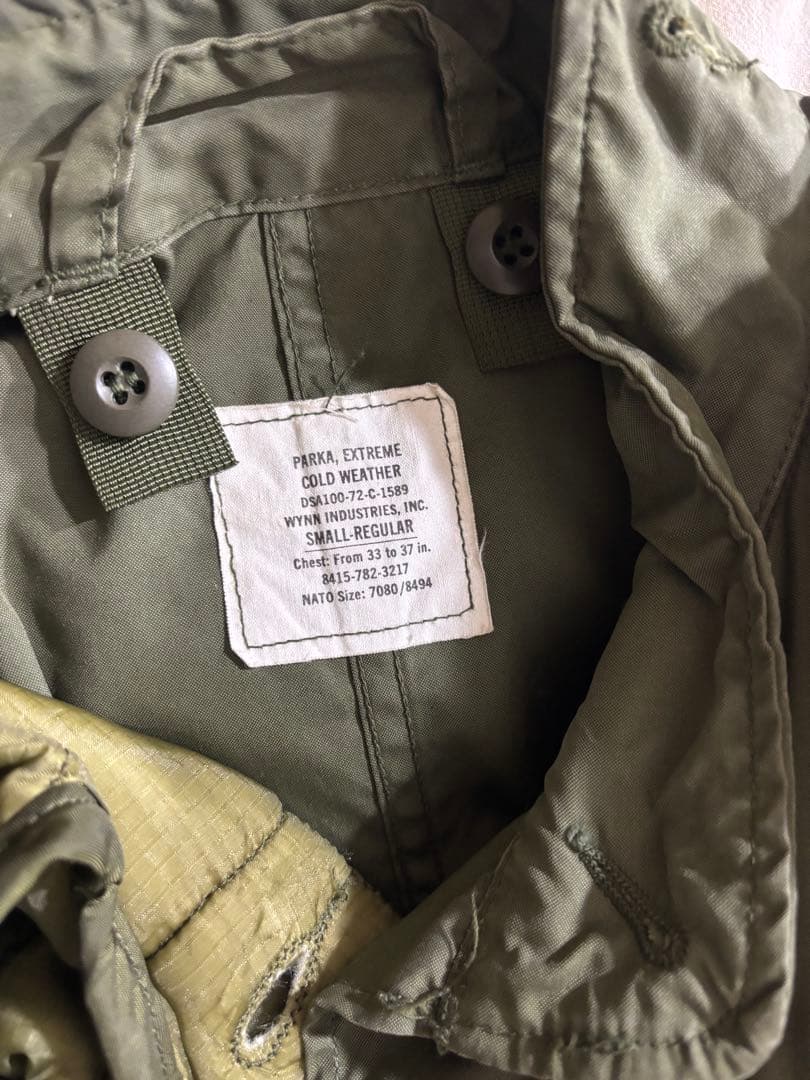 PARKA, EXTREME
COLD WEATHER
DSA100-72-C-1589
WYNN INDUSTRIES, INC.
SMALL-REGULAR
Chest: From 33 to 37 in.
8415-782-3217
NATO Size: 7080/8494